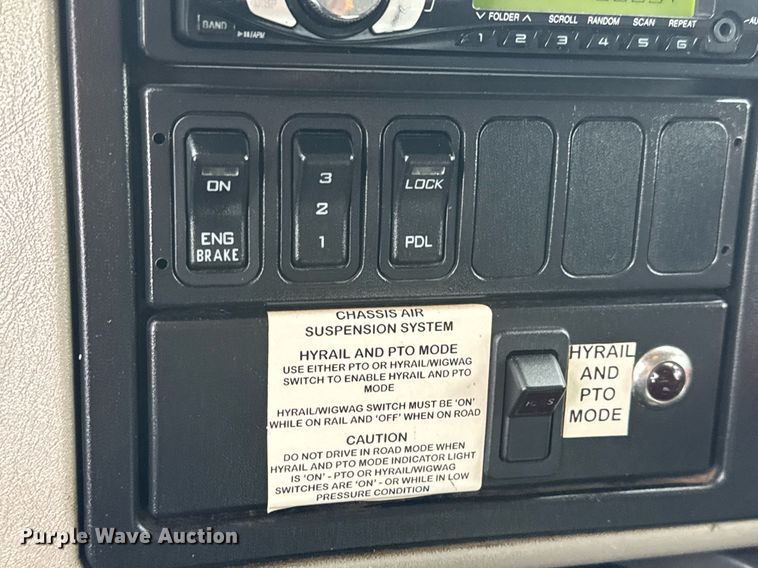 BAND
▶II/APM
∨ FOLDER ∧ SCROLL RANDOM SCAN REPEAT
1 2 3 4 5 6
ON
ENG
BRAKE
3
2
1
LOCK
PDL
CHASSIS AIR
SUSPENSION SYSTEM
HYRAIL AND PTO MODE
USE EITHER PTO OR HYRAIL/WIGWAG
SWITCH TO ENABLE HYRAIL AND PTO
MODE
HYRAIL/WIGWAG SWITCH MUST BE 'ON'
WHILE ON RAIL AND 'OFF' WHEN ON ROAD
CAUTION
DO NOT DRIVE IN ROAD MODE WHEN
HYRAIL AND PTO MODE INDICATOR LIGHT
IS 'ON' - PTO OR HYRAIL/WIGWAG
SWITCHES ARE 'ON' - OR WHILE IN LOW
PRESSURE CONDITION
HYRAIL
AND
PTO
MODE
Purple Wave Auction